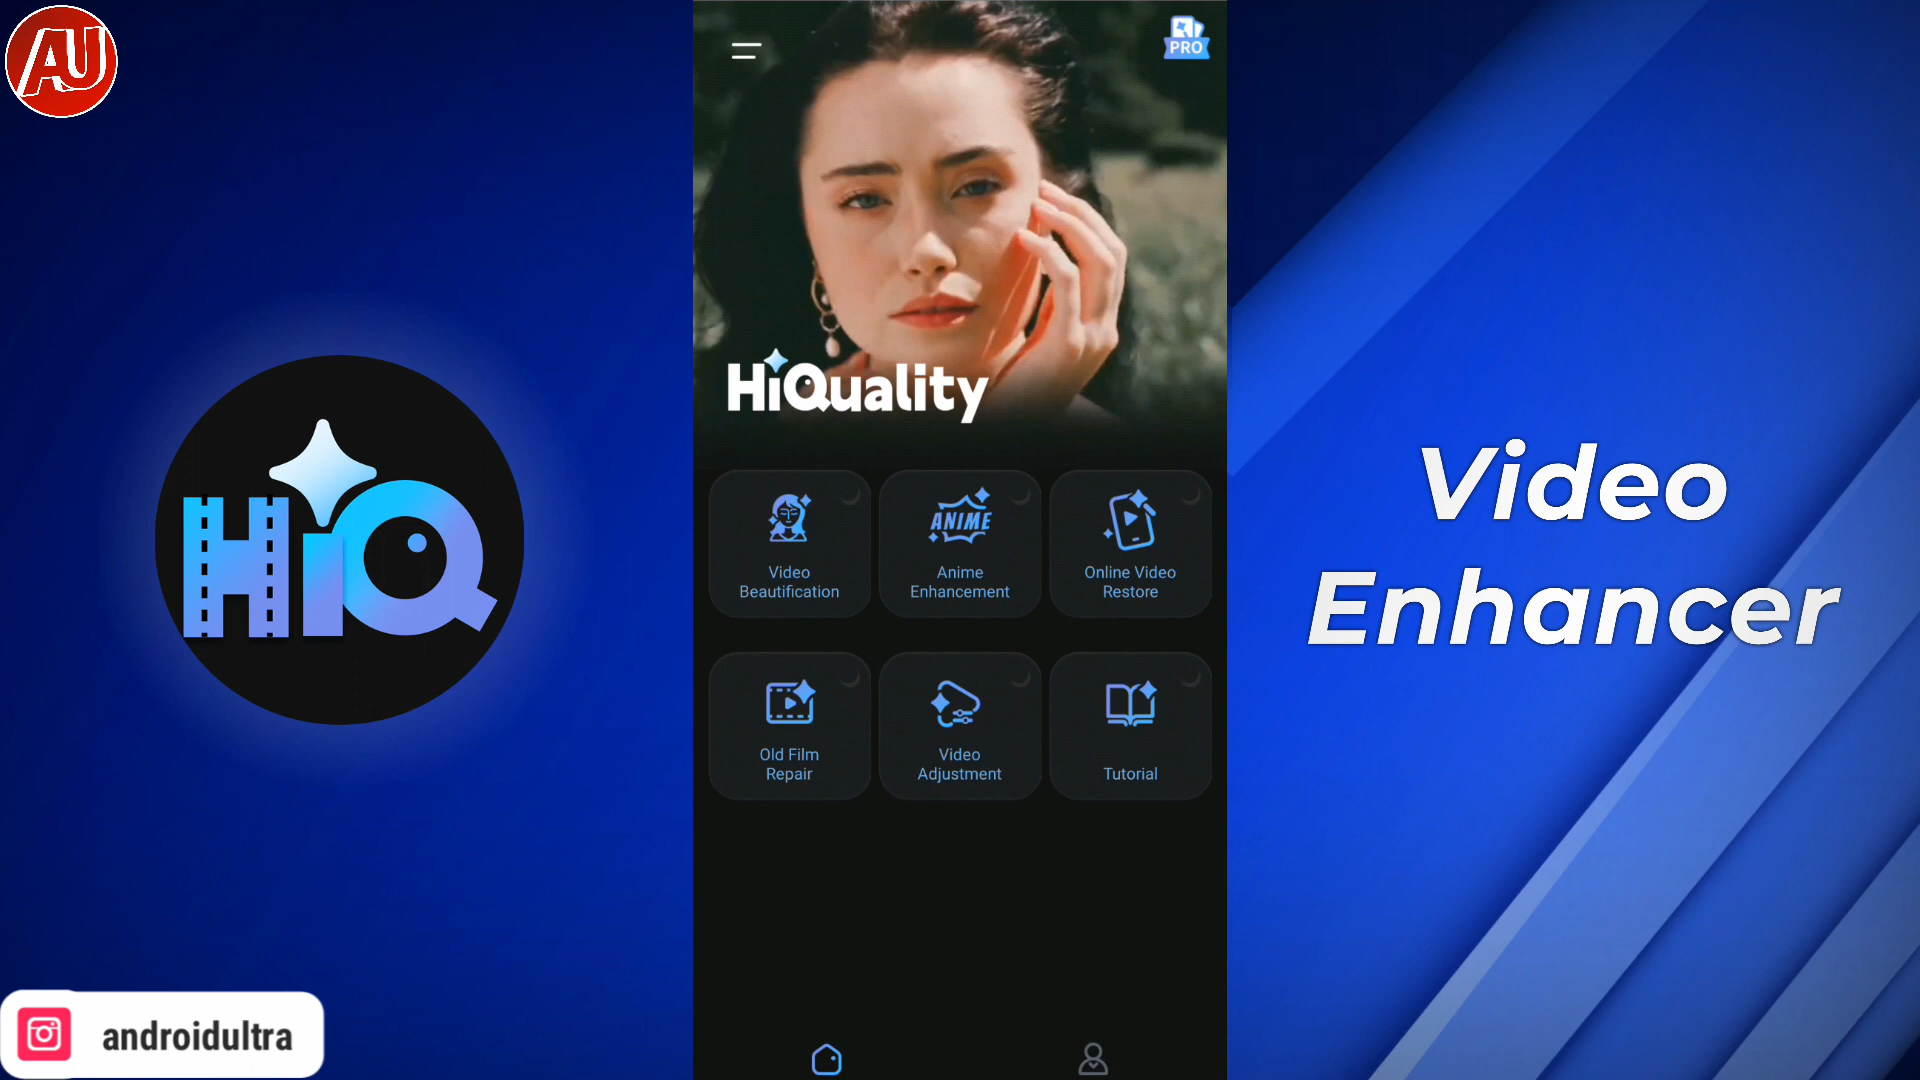 AU
PRO
HiQuality
HiQ
Video
Beautification
ANIME
Anime
Enhancement
Online Video
Restore
Old Film
Repair
Video
Adjustment
Tutorial
Video
Enhancer
androidultra